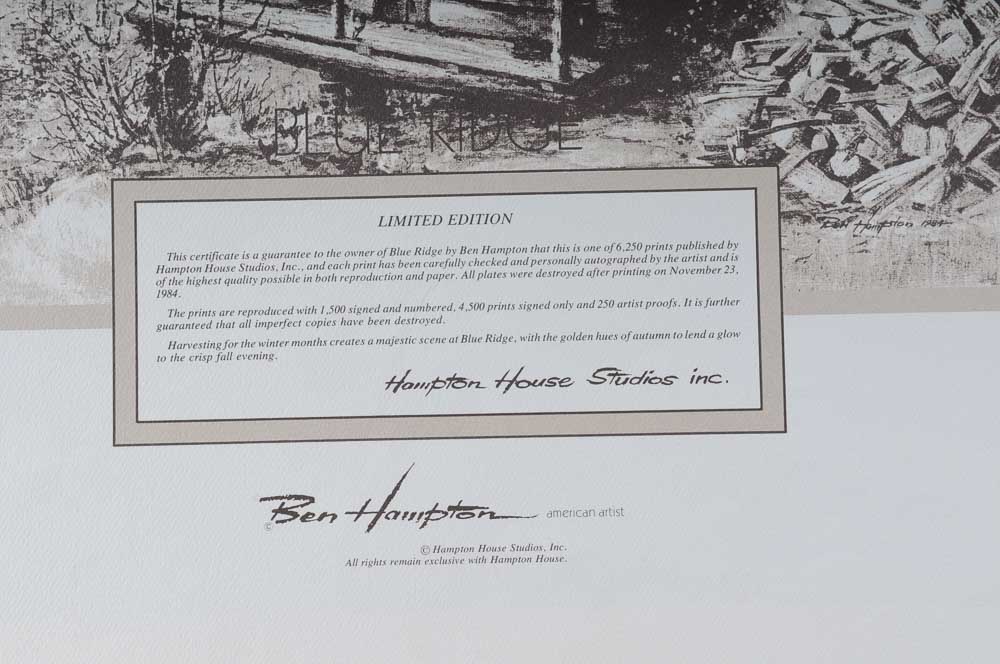 BLUE RIDGE
Ben Hampton 1984
LIMITED EDITION
This certificate is a guarantee to the owner of Blue Ridge by Ben Hampton that this is one of 6,250 prints published by
Hampton House Studios, Inc., and each print has been carefully checked and personally autographed by the artist and is
of the highest quality possible in both reproduction and paper. All plates were destroyed after printing on November 23,
1984.
The prints are reproduced with 1,500 signed and numbered, 4,500 prints signed only and 250 artist proofs. It is further
guaranteed that all imperfect copies have been destroyed.
Harvesting for the winter months creates a majestic scene at Blue Ridge, with the golden hues of autumn to lend a glow
to the crisp fall evening.
Hampton House Studios inc.
© Ben Hampton american artist
© Hampton House Studios, Inc.
All rights remain exclusive with Hampton House.